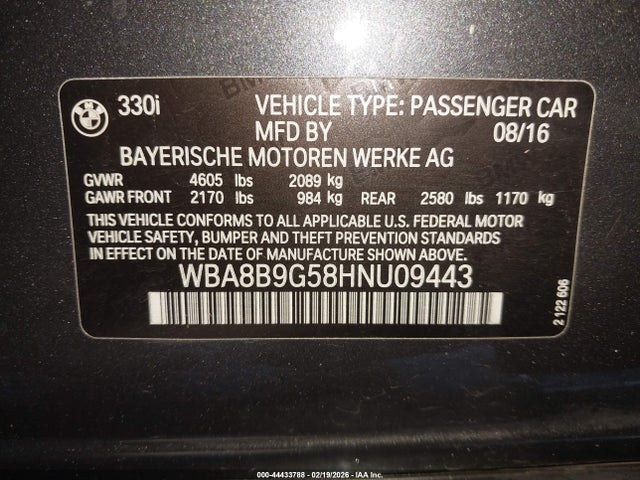 330i VEHICLE TYPE: PASSENGER CAR
MFD BY 08/16
BAYERISCHE MOTOREN WERKE AG
GVWR 4605 lbs 2089 kg
GAWR FRONT 2170 lbs 984 kg REAR 2580 lbs 1170 kg
THIS VEHICLE CONFORMS TO ALL APPLICABLE U.S. FEDERAL MOTOR
VEHICLE SAFETY, BUMPER AND THEFT PREVENTION STANDARDS
IN EFFECT ON THE DATE OF MANUFACTURE SHOWN ABOVE.
WBA8B9G58HNU09443
2 122 606
000-44433788 - 02/19/2026 - IAA Inc.